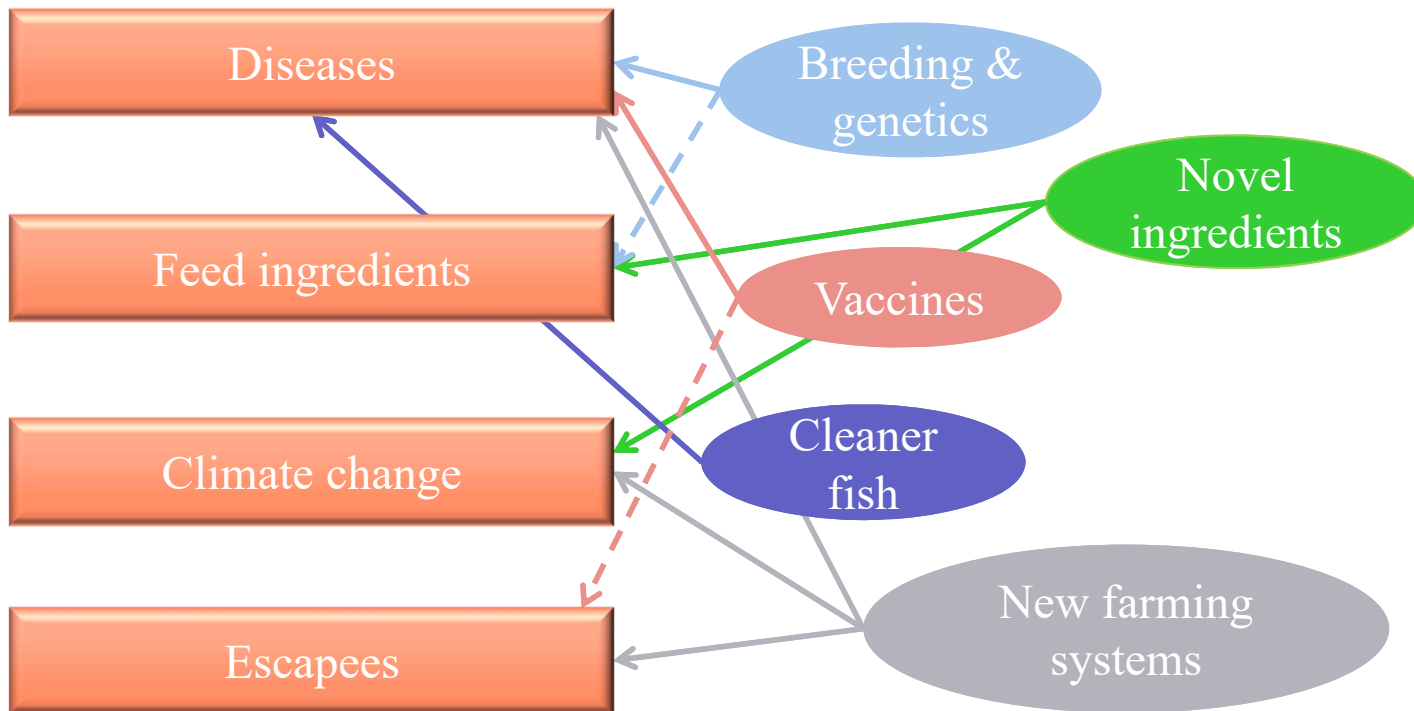 Diseases
Breeding &
genetics
Novel
ingredients
Feed ingredients
Vaccines
Climate change
Cleaner
fish
New farming
systems
Escapees